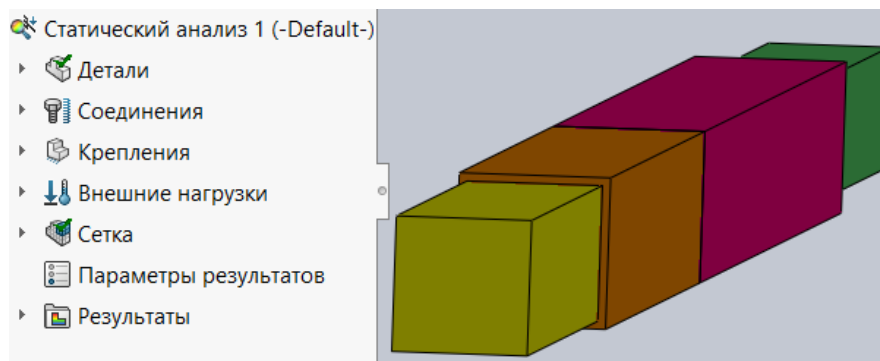 Статический анализ 1 (-Default-)
Детали
Соединения
Крепления
Внешние нагрузки
Сетка
Параметры результатов
Результаты